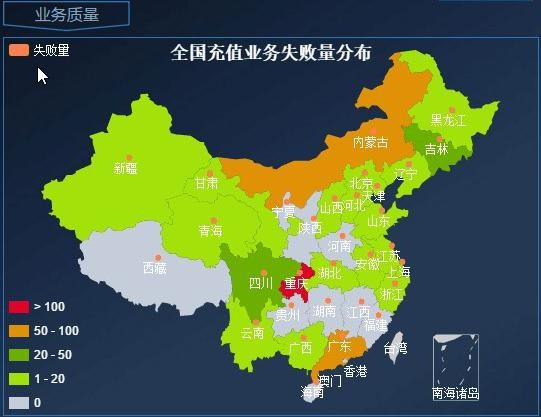 业务质量
全国充值业务失败量分布
失败量
黑龙江
内蒙古
吉林
新疆
甘肃
北京
辽宁
天津
宁夏
山西
河北
山东
青海
陕西
河南
西藏
安徽
江苏
上海
四川
重庆
湖北
浙江
贵州
湖南
江西
福建
云南
广西
广东
台湾
香港
澳门
海南
南海诸岛
> 100
50 - 100
20 - 50
1 - 20
0